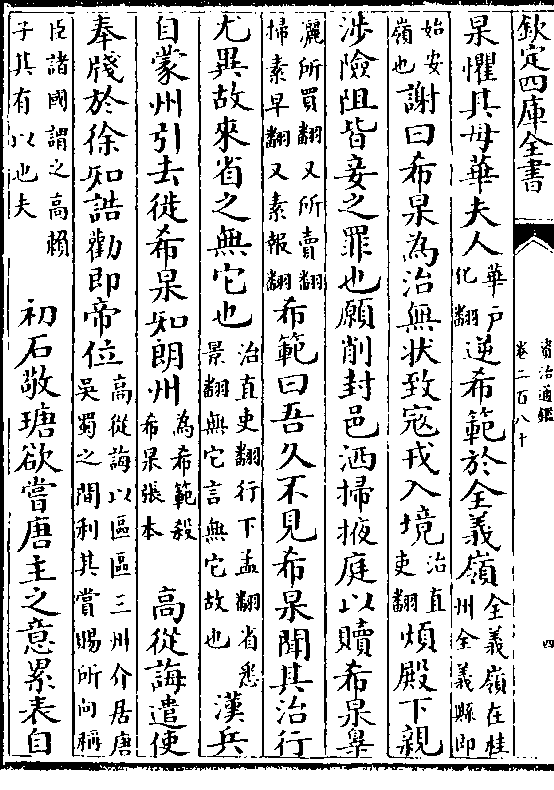 欽定四庫全書
資治通鑑
卷二百八十
四
杲懼其母華夫人華戸化翻逆希範於全義嶺全義嶺在桂州全義縣即
始安嶺也謝曰希杲為治無状致寇戎入境治直吏翻煩殿下親
涉險阻皆妾之罪也願削封邑洒掃掖庭以贖希杲辠
灑所買翻又所賣翻掃素早翻又素報翻希範曰吾久不見希杲聞其治行
尤異故來省之無它也治直吏翻行下孟翻省悉景翻無它言無它故也漢兵
自蒙州引去徙希杲知朗州為希範殺希杲張本 高從誨遣使
奉牋於徐知誥勸即帝位高從誨以區區三州介居唐吳蜀之間利其賞賜所向稱
臣諸國謂之高賴子其有以也夫 初石敬瑭欲嘗唐主之意累表自